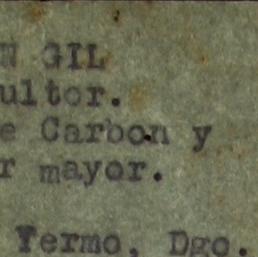 N GIL
ultor.
e Carbon y
r mayor.
Yermo, Dgo.